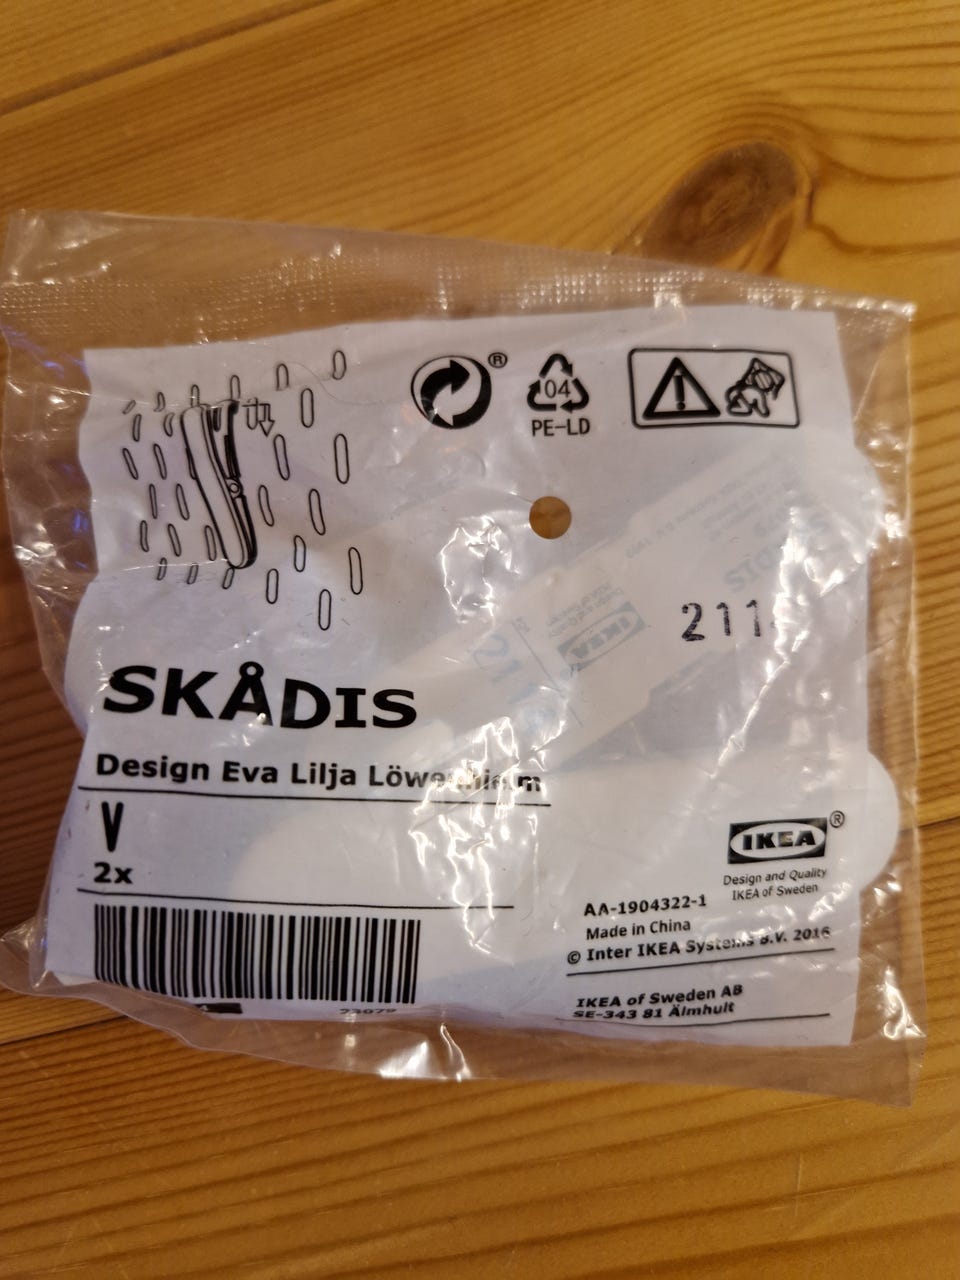 ®
04
PE-LD
211
SKÅDIS
Design Eva Lilja
2x
IKEA®
Design and Quality
IKEA of Sweden
AA-1904322-1
Made in China
© Inter IKEA Systems B.V. 2016
IKEA of Sweden AB
SE-343 81 Älmhult